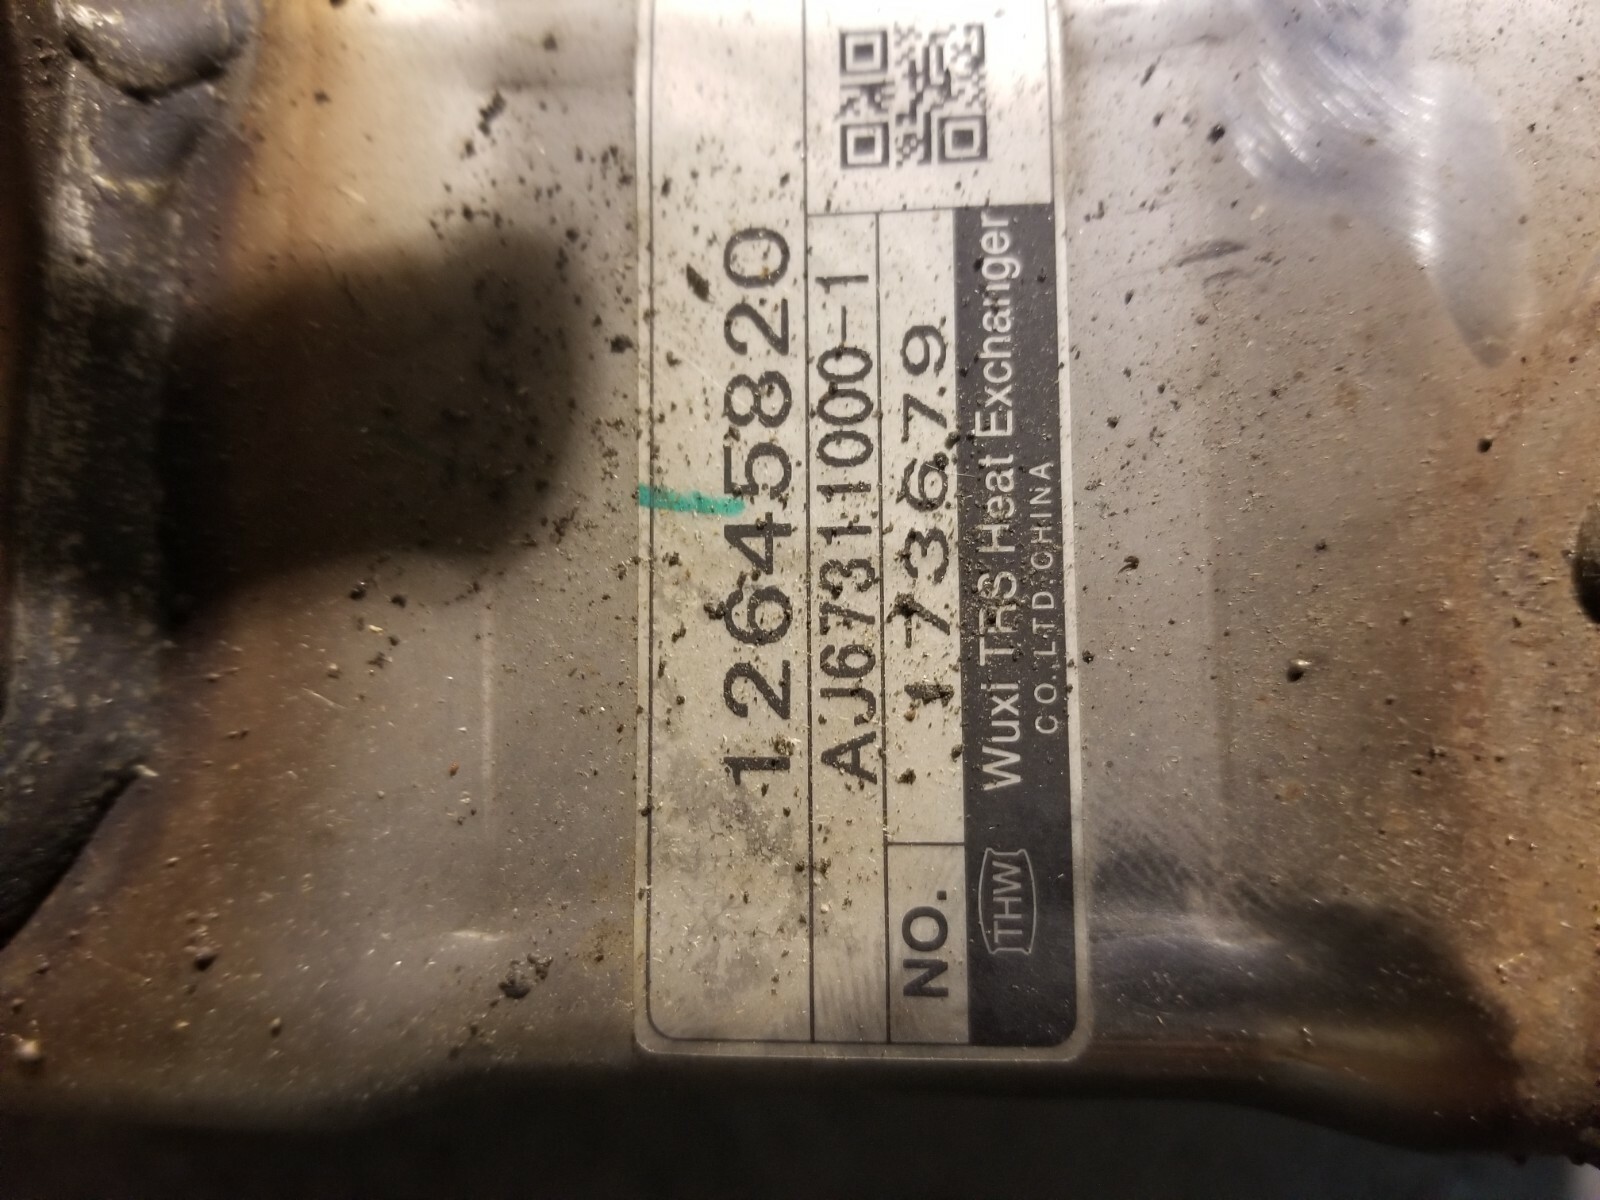 12645820
AJ67311000-1
NO. 173679
THW Wuxi TRS Heat Exchanger
CO.LTD.CHINA